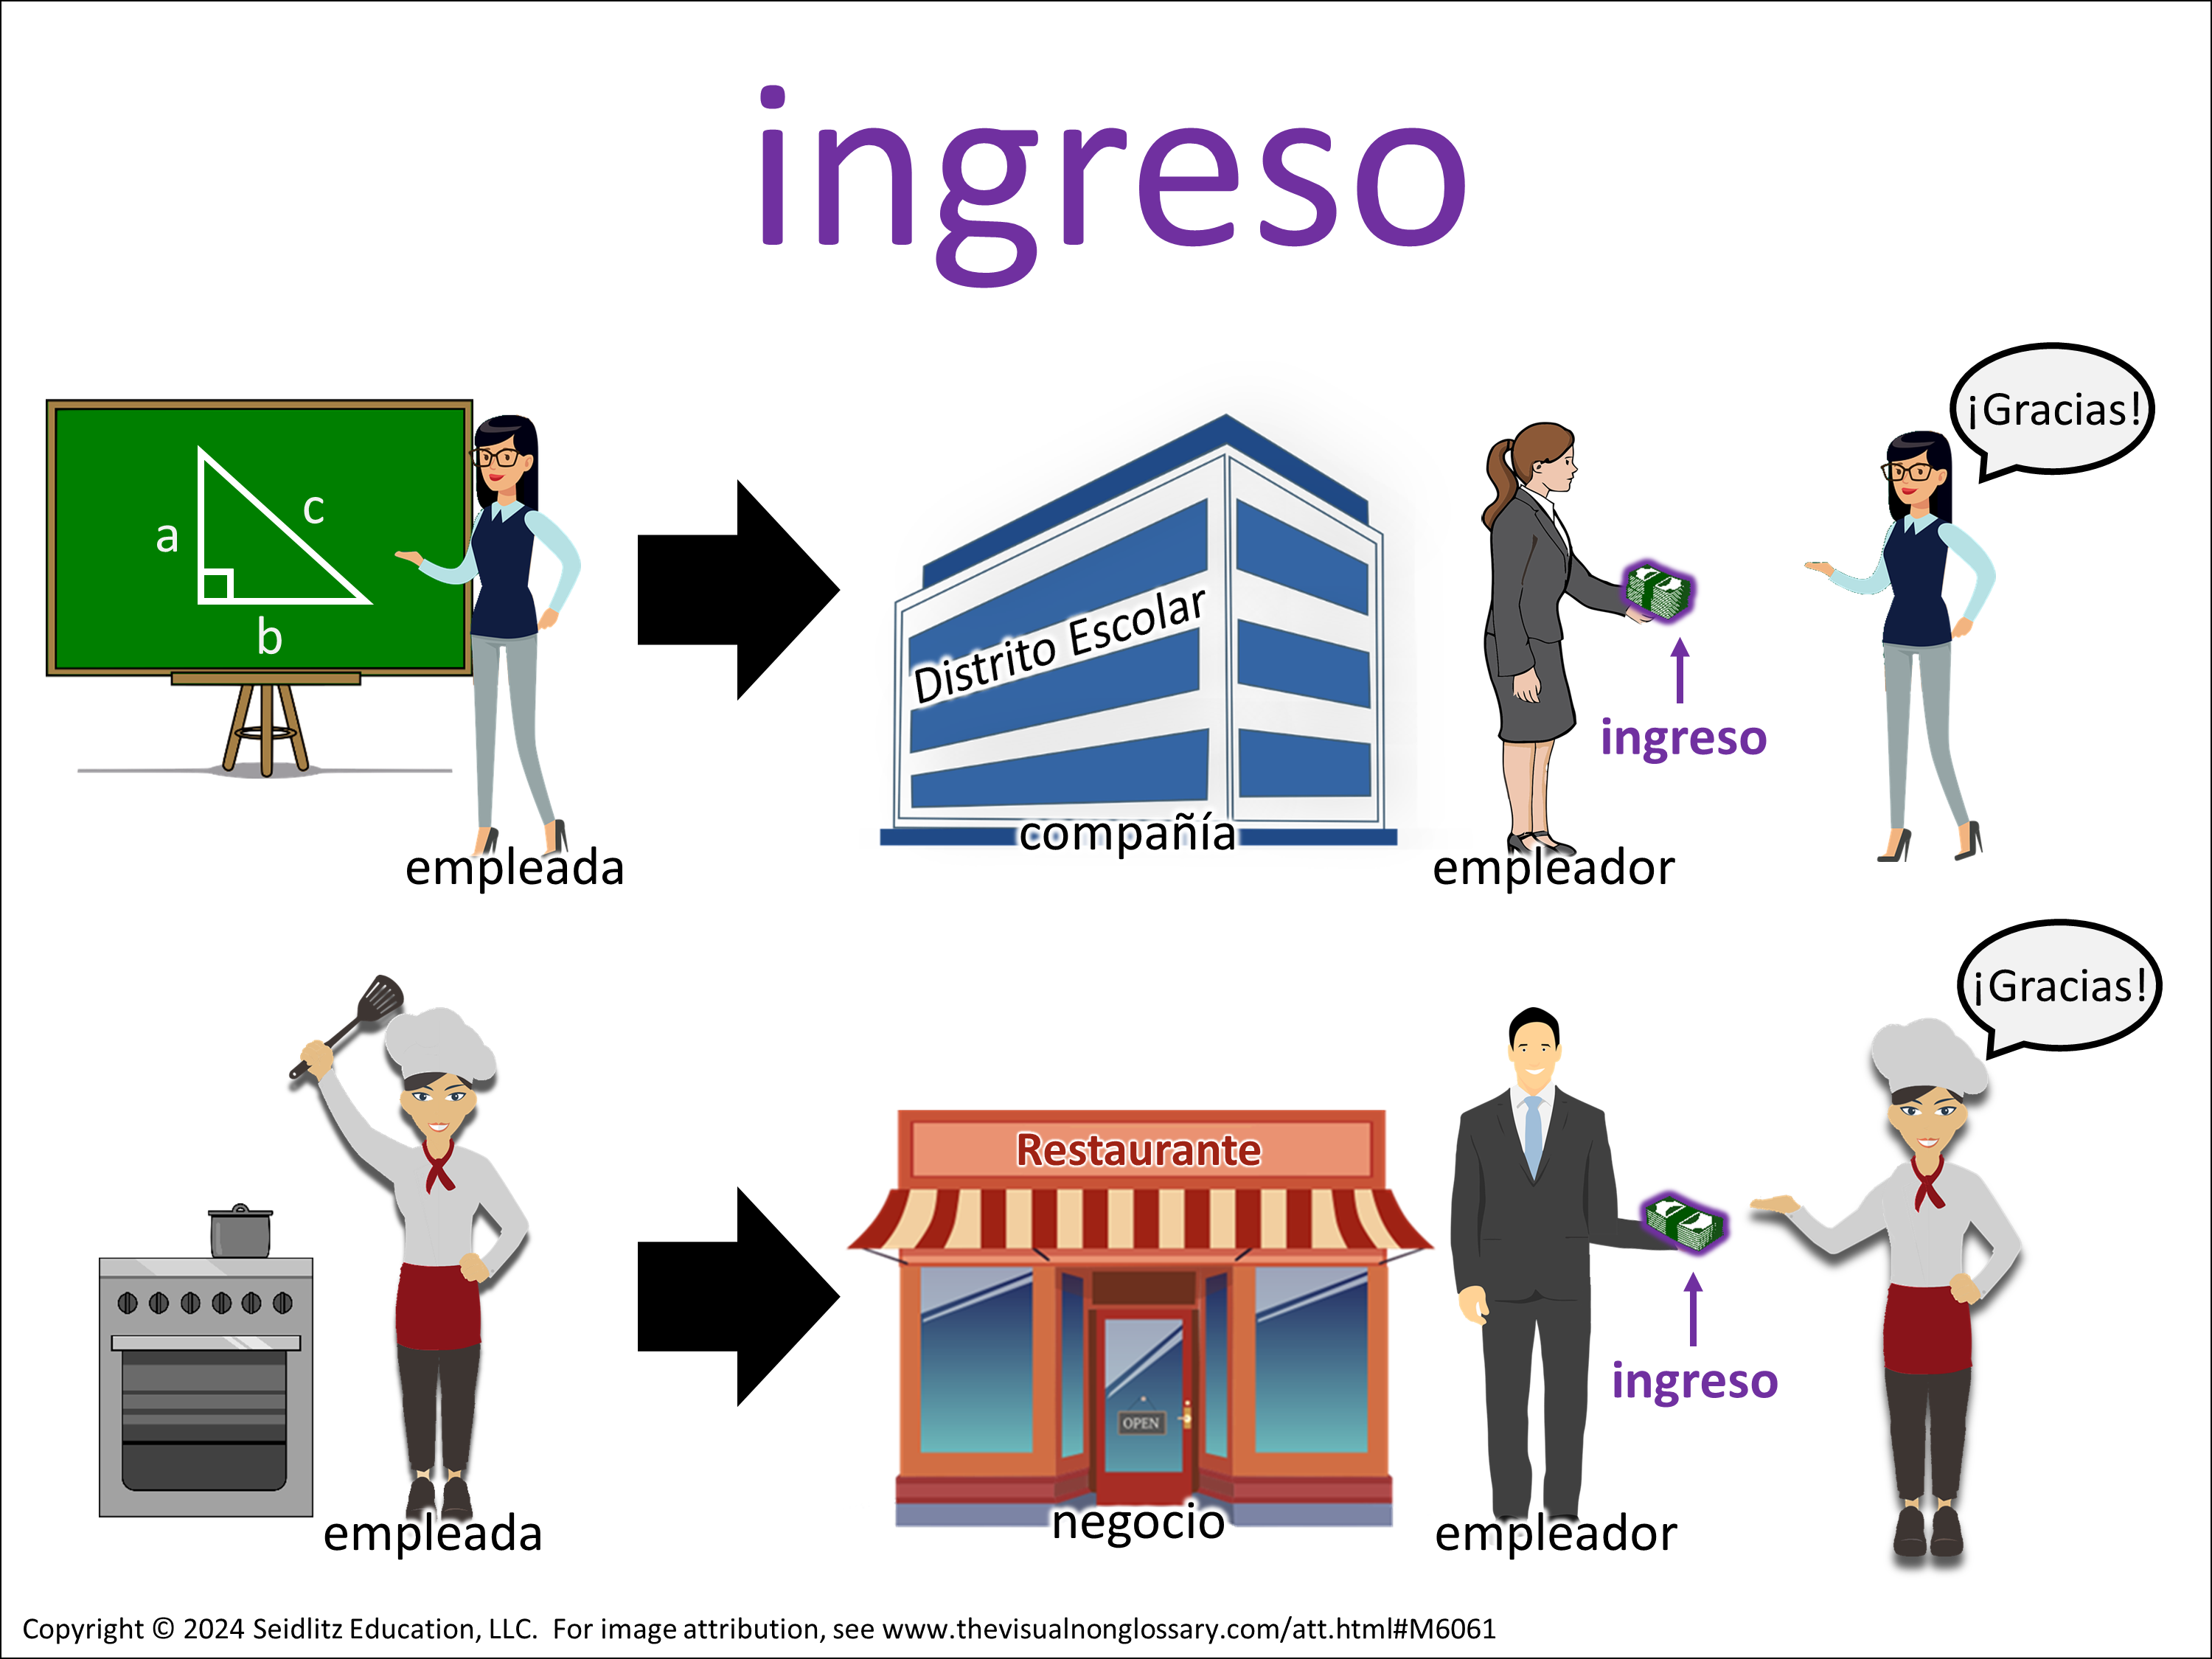 ingreso
a
c
b
empleada
Distrito Escolar
compañía
empleador
ingreso
¡Gracias!
empleada
Restaurante
OPEN
negocio
empleador
ingreso
¡Gracias!
Copyright © 2024 Seidlitz Education, LLC.  For image attribution, see www.thevisualnonglossary.com/att.html#M6061